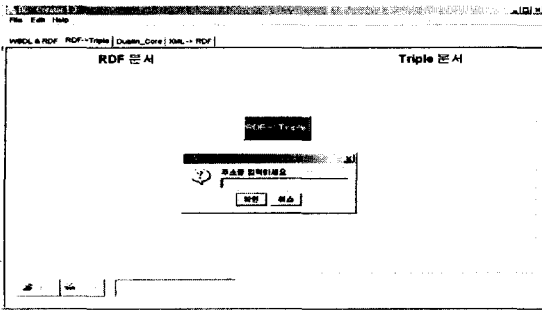 File Edit Help
WSDL & RDF RDF->Triple Dublin_Core XML -> RDF
RDF 문서 Triple 문서
RDF - Triple
주소를 입력하세요
확인 취소